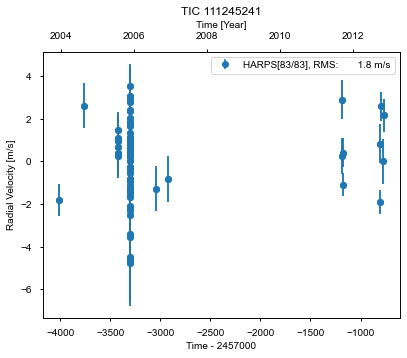 TIC 111245241
Time [Year]
2004 2006 2008 2010 2012
HARPS[83/83], RMS: 1.8 m/s
Radial Velocity [m/s]
4
2
0
−2
−4
−6
−4000 −3500 −3000 −2500 −2000 −1500 −1000
Time - 2457000